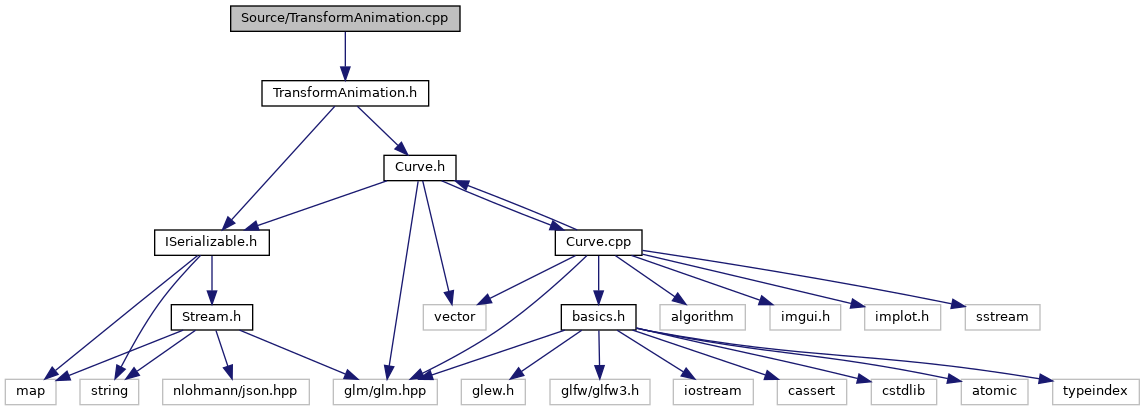 Source/TransformAnimation.cpp
TransformAnimation.h
Curve.h
ISerializable.h
Curve.cpp
Stream.h
vector
basics.h
algorithm
imgui.h
implot.h
sstream
map
string
nlohmann/json.hpp
glm/glm.hpp
glew.h
glfw/glfw3.h
iostream
cassert
cstdlib
atomic
typeindex